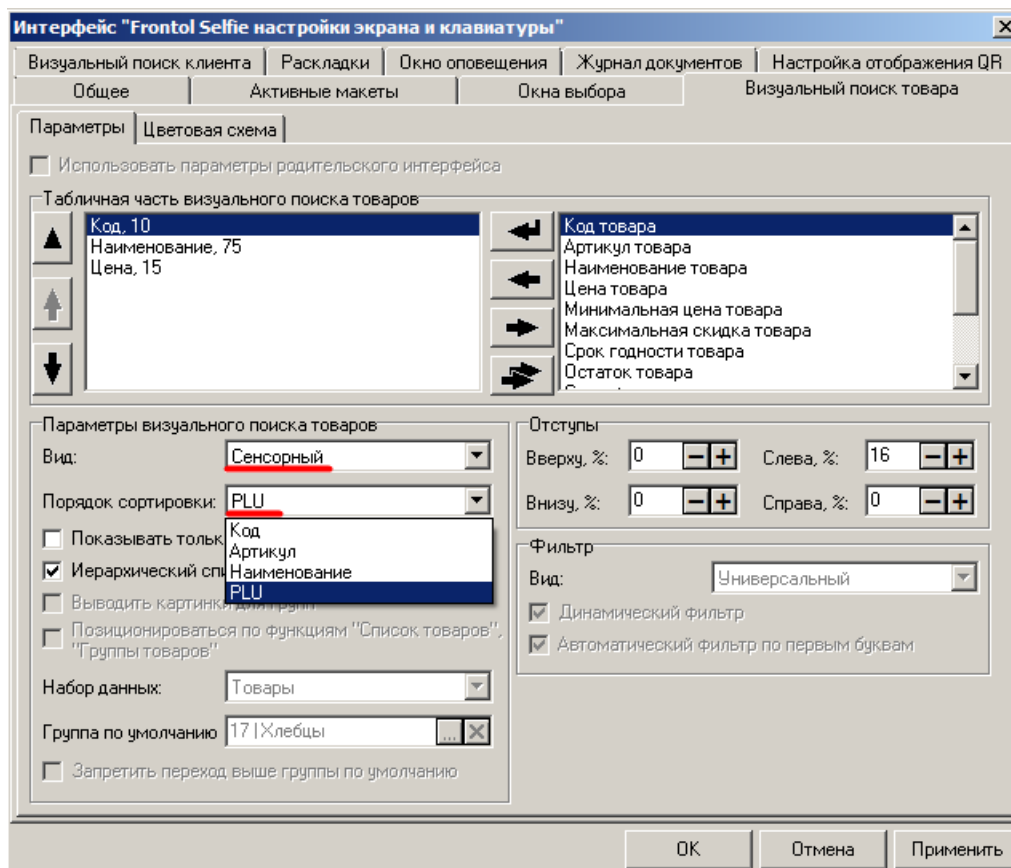 Интерфейс "Frontol Selfie настройки экрана и клавиатуры"
Визуальный поиск клиента Раскладки Окно оповещения Журнал документов Настройка отображения QR
Общее Активные макеты Окна выбора Визуальный поиск товара
Параметры Цветовая схема
Использовать параметры родительского интерфейса
Табличная часть визуального поиска товаров
Код, 10
Наименование, 75
Цена, 15
Код товара
Артикул товара
Наименование товара
Цена товара
Минимальная цена товара
Максимальная скидка товара
Срок годности товара
Остаток товара
Параметры визуального поиска товаров
Вид: Сенсорный
Порядок сортировки: PLU
Код
Артикул
Наименование
PLU
Показывать тольк
Иерархический спи
Выводить картинки для групп
Позиционироваться по функциям "Список товаров",
"Группы товаров"
Набор данных: Товары
Группа по умолчанию 17 | Хлебцы ...
Запретить переход выше группы по умолчанию
Отступы
Вверху, %: 0 Слева, %: 16
Внизу, %: 0 Справа, %: 0
Фильтр
Вид: Универсальный
Динамический фильтр
Автоматический фильтр по первым буквам
OK Отмена Применить